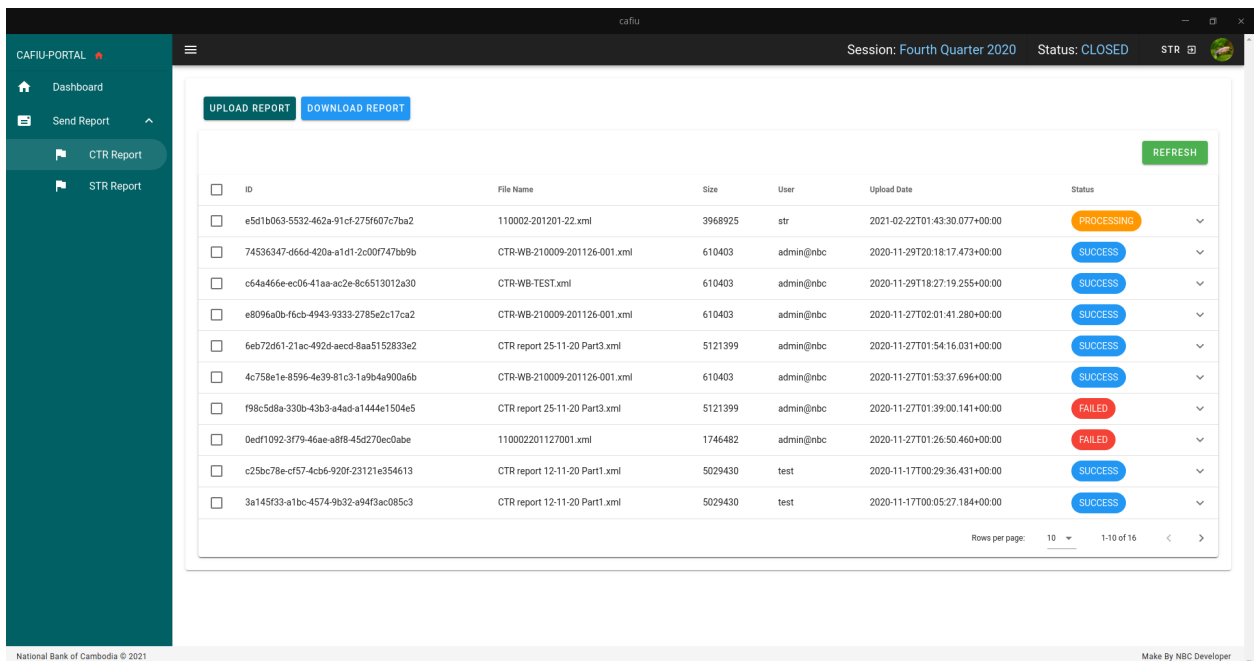 cafiu
CAFIU-PORTAL
Session: Fourth Quarter 2020 Status: CLOSED STR
Dashboard
Send Report
CTR Report
STR Report
UPLOAD REPORT DOWNLOAD REPORT
REFRESH
ID File Name Size User Upload Date Status
e5d1b063-5532-462a-91cf-275f607c7ba2 110002-201201-22.xml 3968925 str 2021-02-22T01:43:30.077+00:00 PROCESSING
74536347-d66d-420a-a1d1-2c00f747bb9b CTR-WB-210009-201126-001.xml 610403 admin@nbc 2020-11-29T20:18:17.473+00:00 SUCCESS
c64a466e-ec06-41aa-ac2e-8c6513012a30 CTR-WB-TEST.xml 610403 admin@nbc 2020-11-29T18:27:19.255+00:00 SUCCESS
e8096a0b-f6cb-4943-9333-2785e2c17ca2 CTR-WB-210009-201126-001.xml 610403 admin@nbc 2020-11-27T02:01:41.280+00:00 SUCCESS
6eb72d61-21ac-492d-aecd-8aa5152833e2 CTR report 25-11-20 Part3.xml 5121399 admin@nbc 2020-11-27T01:54:16.031+00:00 SUCCESS
4c758e1e-8596-4e39-81c3-1a9b4a900a6b CTR-WB-210009-201126-001.xml 610403 admin@nbc 2020-11-27T01:53:37.696+00:00 SUCCESS
f98c5d8a-330b-43b3-a4ad-a1444e1504e5 CTR report 25-11-20 Part3.xml 5121399 admin@nbc 2020-11-27T01:39:00.141+00:00 FAILED
0edf1092-3f79-46ae-a8f8-45d270ec0abe 110002201127001.xml 1746482 admin@nbc 2020-11-27T01:26:50.460+00:00 FAILED
c25bc78e-cf57-4cb6-920f-23121e354613 CTR report 12-11-20 Part1.xml 5029430 test 2020-11-17T00:29:36.431+00:00 SUCCESS
3a145f33-a1bc-4574-9b32-a94f3ac085c3 CTR report 12-11-20 Part1.xml 5029430 test 2020-11-17T00:05:27.184+00:00 SUCCESS
Rows per page: 10 1-10 of 16
National Bank of Cambodia © 2021 Make By NBC Developer